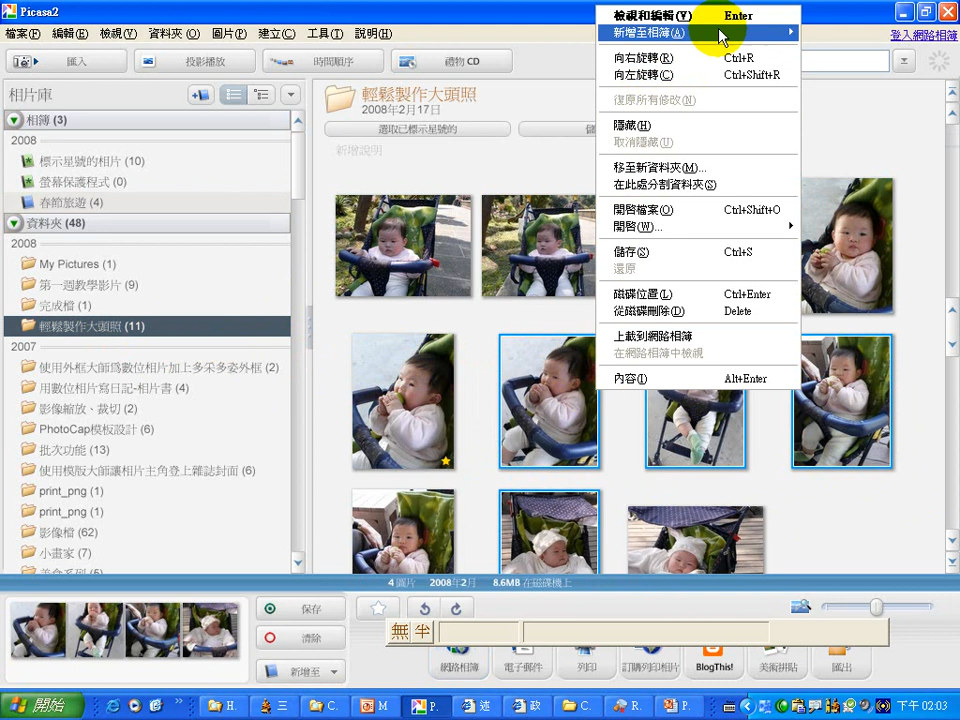 Picasa2
檔案(F) 編輯(E) 檢視(V) 資料夾(O) 圖片(P) 建立(C) 工具(T) 說明(H)
登入網路相簿
匯入 投影播放 時間順序 禮物 CD
相片庫
相簿 (3)
2008
標示星號的相片 (10)
螢幕保護程式 (0)
春節旅遊 (4)
資料夾 (48)
2008
My Pictures (1)
第一週教學影片 (9)
完成檔 (1)
輕鬆製作大頭照 (11)
2007
使用外框大師為數位相片加上多采多姿外框 (2)
用數位相片寫日記-相片書 (4)
影像縮放、裁切 (2)
PhotoCap模板設計 (6)
批次功能 (13)
使用模版大師讓相片主角登上雜誌封面 (6)
print_png (1)
print_png (1)
影像檔 (62)
小畫家 (7)
輕鬆製作大頭照
2008年2月17日
選取已標示星號的
新增說明
檢視和編輯(V) Enter
新增至相簿(A)
向右旋轉(R) Ctrl+R
向左旋轉(C) Ctrl+Shift+R
復原所有修改(N)
隱藏(H)
取消隱藏(U)
移至新資料夾(M)...
在此處分割資料夾(S)
開啟檔案(O) Ctrl+Shift+O
開啟(W)...
儲存(S) Ctrl+S
還原
磁碟位置(L) Ctrl+Enter
從磁碟刪除(D) Delete
上載到網路相簿
在網路相簿中檢視
內容(I) Alt+Enter
4 圖片 2008年2月 8.6MB 在磁碟機上
保存
清除
新增至
無 半
網路相簿 電子郵件 列印 訂購列印相片 BlogThis! 美術拼貼 匯出
開始 H. 三 C. M P. 迷 政 C. R. P. 下午 02:03